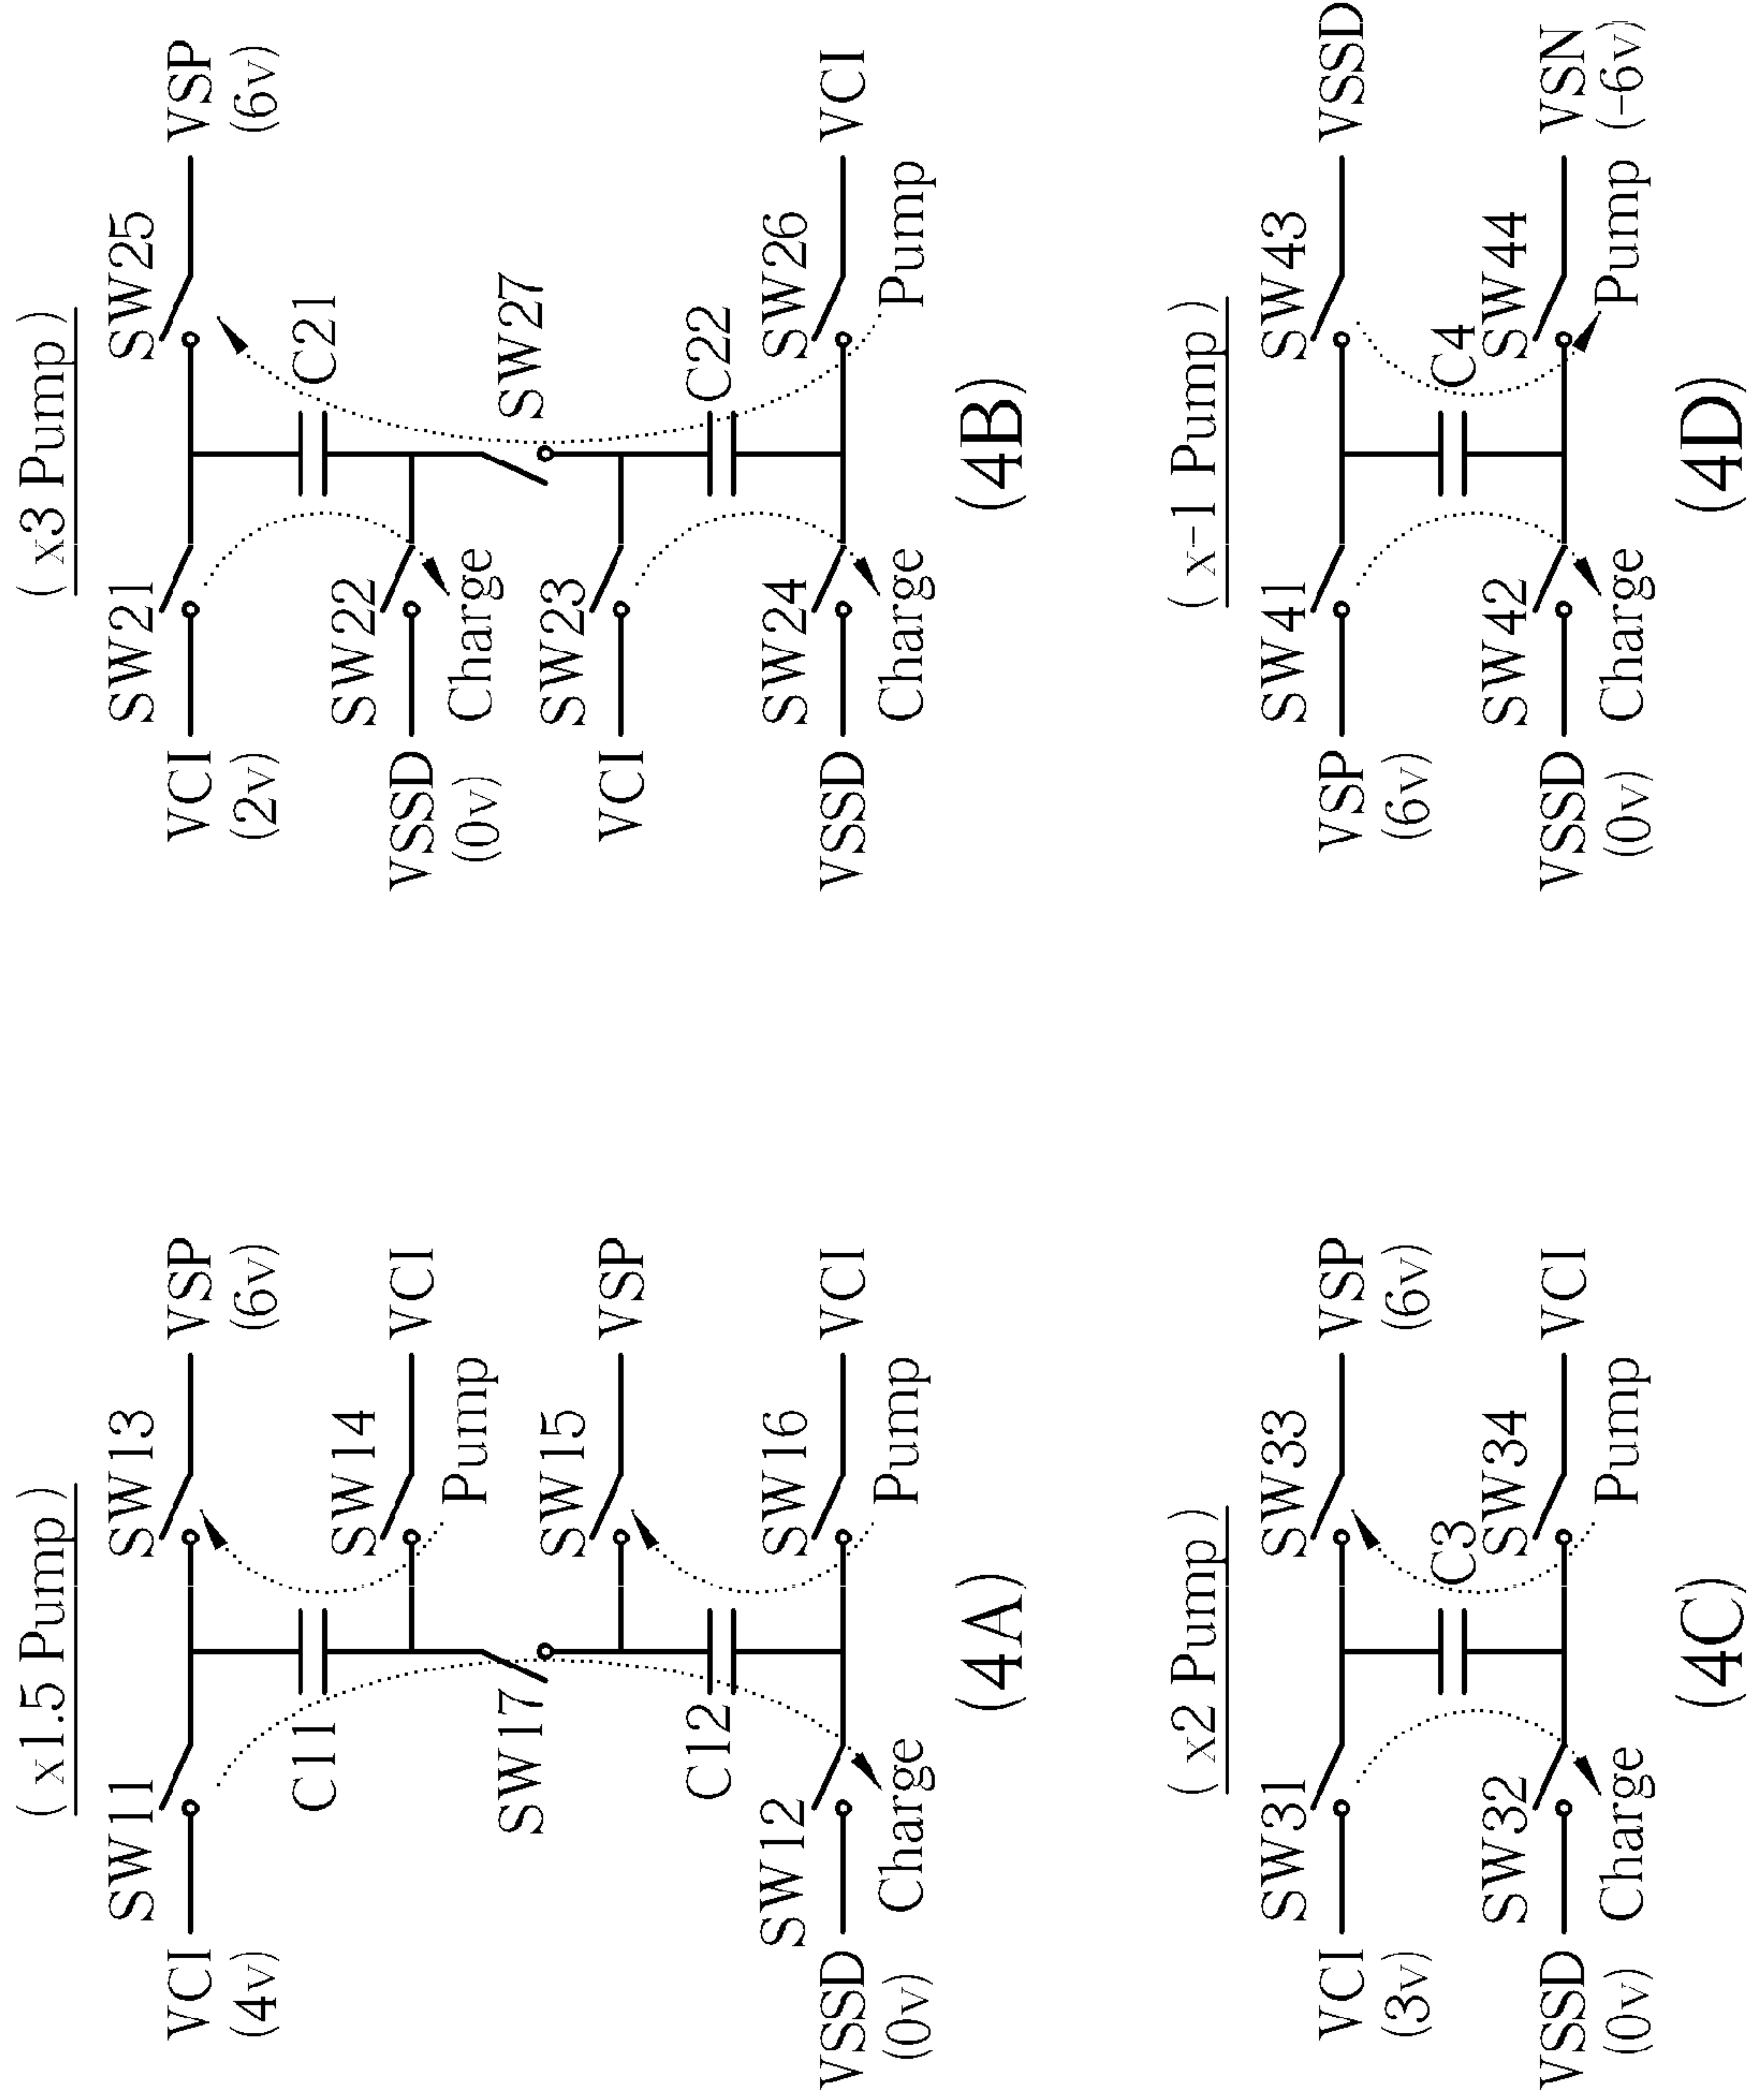 ( x1.5 Pump )
SW11
SW13
VCI
(4v)
VSP
(6v)
C11
SW14
VCI
Pump
SW17
SW15
VSP
C12
SW12
SW16
VSSD
(0v)
VCI
Charge
Pump
(4A)
( x3 Pump )
SW21
SW25
VCI
(2v)
VSP
(6v)
C21
SW22
VSSD
(0v)
Charge
SW27
SW23
VCI
C22
SW24
SW26
VSSD
VCI
Charge
Pump
(4B)
( x2 Pump )
SW31
SW33
VCI
(3v)
VSP
(6v)
C3
SW32
SW34
VSSD
(0v)
VCI
Charge
Pump
(4C)
( x-1 Pump )
SW41
SW43
VSP
(6v)
VSSD
C4
SW42
SW44
VSSD
(0v)
VSN
(-6v)
Charge
Pump
(4D)